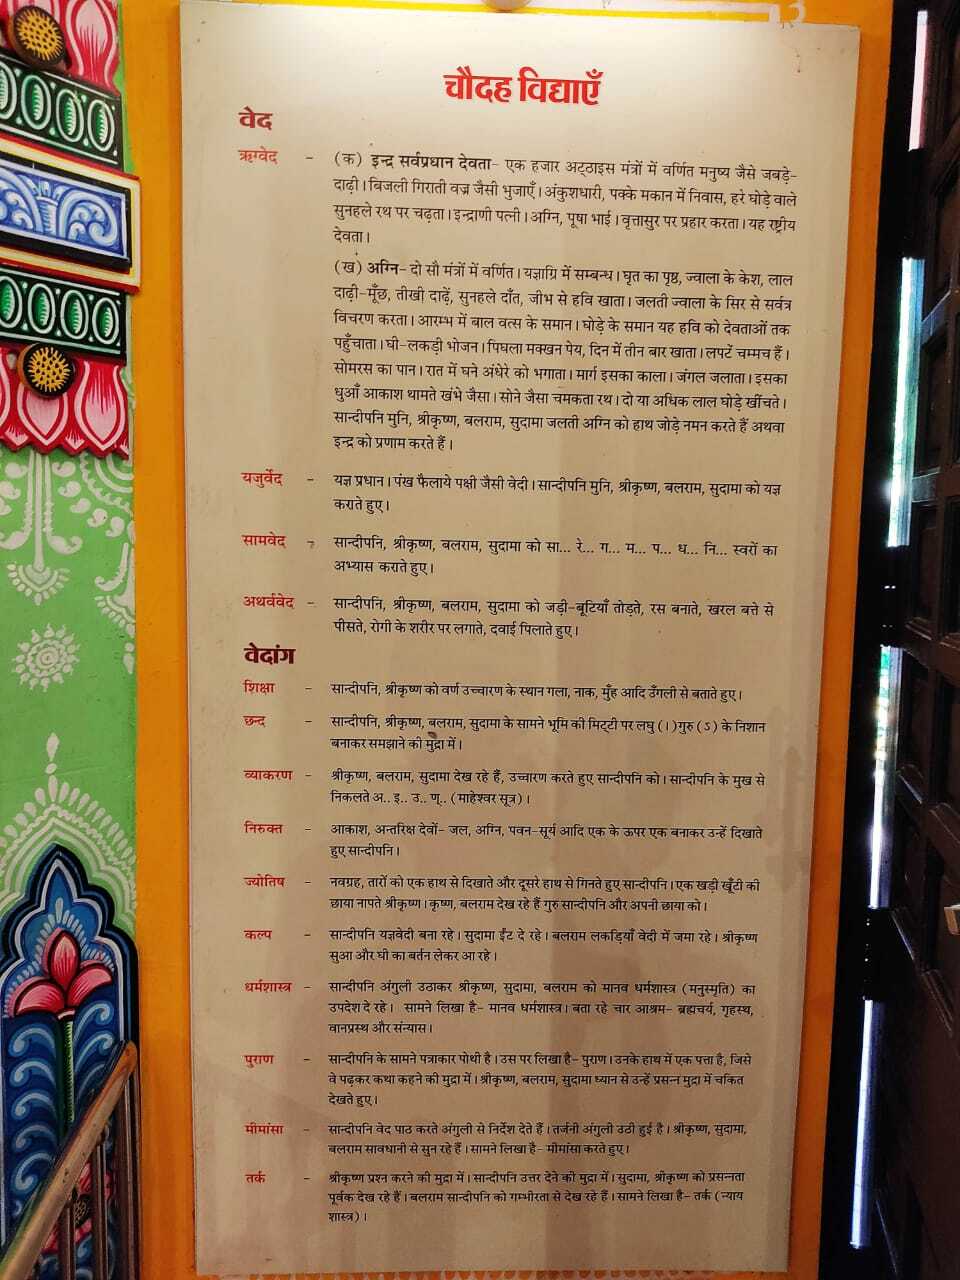 चौदह विद्याएँ
वेद
ऋग्वेद - (क) इन्द्र सर्वप्रधान देवता- एक हजार अट्ठाइस मंत्रों में वर्णित मनुष्य जैसे जबड़े-
दाढ़ी। बिजली गिराती वज्र जैसी भुजाएँ। अंकुशधारी, पक्के मकान में निवास, हरे घोड़े वाले
सुनहले रथ पर चढ़ता। इन्द्राणी पत्नी। अग्नि, पूषा भाई। वृत्तासुर पर प्रहार करता। यह राष्ट्रीय
देवता।
(ख) अग्नि- दो सौ मंत्रों में वर्णित। यज्ञाग्नि में सम्बन्ध। घृत का पृष्ठ, ज्वाला के केश, लाल
दाढ़ी-मूँछ, तीखी दाढ़ें, सुनहले दाँत, जीभ से हवि खाता। जलती ज्वाला के सिर से सर्वत्र
विचरण करता। आरम्भ में बाल वत्स के समान। घोड़े के समान यह हवि को देवताओं तक
पहुँचाता। घी-लकड़ी भोजन। पिघला मक्खन पेय, दिन में तीन बार खाता। लपटें चम्मच हैं।
सोमरस का पान। रात में घने अंधेरे को भगाता। मार्ग इसका काला। जंगल जलाता। इसका
धुआँ आकाश थामते खंभे जैसा। सोने जैसा चमकता रथ। दो या अधिक लाल घोड़े खींचते।
सान्दीपनि मुनि, श्रीकृष्ण, बलराम, सुदामा जलती अग्नि को हाथ जोड़े नमन करते हैं अथवा
इन्द्र को प्रणाम करते हैं।
यजुर्वेद - यज्ञ प्रधान। पंख फैलाये पक्षी जैसी वेदी। सान्दीपनि मुनि, श्रीकृष्ण, बलराम, सुदामा को यज्ञ
कराते हुए।
सामवेद - सान्दीपनि, श्रीकृष्ण, बलराम, सुदामा को सा... रे... ग... म... प... ध... नि... स्वरों का
अभ्यास कराते हुए।
अथर्ववेद - सान्दीपनि, श्रीकृष्ण, बलराम, सुदामा को जड़ी-बूटियाँ तोड़ते, रस बनाते, खरल बत्ते से
पीसते, रोगी के शरीर पर लगाते, दवाई पिलाते हुए।
वेदांग
शिक्षा - सान्दीपनि, श्रीकृष्ण को वर्ण उच्चारण के स्थान गला, नाक, मुँह आदि उँगली से बताते हुए।
छन्द - सान्दीपनि, श्रीकृष्ण, बलराम, सुदामा के सामने भूमि की मिट्टी पर लघु (।) गुरु (ऽ) के निशान
बनाकर समझाने की मुद्रा में।
व्याकरण - श्रीकृष्ण, बलराम, सुदामा देख रहे हैं, उच्चारण करते हुए सान्दीपनि को। सान्दीपनि के मुख से
निकलते अ.. इ.. उ.. ण्.. (माहेश्वर सूत्र)।
निरुक्त - आकाश, अन्तरिक्ष देवों- जल, अग्नि, पवन-सूर्य आदि एक के ऊपर एक बनाकर उन्हें दिखाते
हुए सान्दीपनि।
ज्योतिष - नवग्रह, तारों को एक हाथ से दिखाते और दूसरे हाथ से गिनते हुए सान्दीपनि। एक खड़ी खूँटी की
छाया नापते श्रीकृष्ण। कृष्ण, बलराम देख रहे हैं गुरु सान्दीपनि और अपनी छाया को।
कल्प - सान्दीपनि यज्ञवेदी बना रहे। सुदामा ईंट दे रहे। बलराम लकड़ियाँ वेदी में जमा रहे। श्रीकृष्ण
सुआ और घी का बर्तन लेकर आ रहे।
धर्मशास्त्र - सान्दीपनि अंगुली उठाकर श्रीकृष्ण, सुदामा, बलराम को मानव धर्मशास्त्र (मनुस्मृति) का
उपदेश दे रहे। सामने लिखा है- मानव धर्मशास्त्र। बता रहे चार आश्रम- ब्रह्मचर्य, गृहस्थ,
वानप्रस्थ और संन्यास।
पुराण - सान्दीपनि के सामने पत्राकार पोथी है। उस पर लिखा है- पुराण। उनके हाथ में एक पत्ता है, जिसे
वे पढ़कर कथा कहने की मुद्रा में। श्रीकृष्ण, बलराम, सुदामा ध्यान से उन्हें प्रसन्न मुद्रा में चकित
देखते हुए।
मीमांसा - सान्दीपनि वेद पाठ करते अंगुली से निर्देश देते हैं। तर्जनी अंगुली उठी हुई है। श्रीकृष्ण, सुदामा,
बलराम सावधानी से सुन रहे हैं। सामने लिखा है- मीमांसा करते हुए।
तर्क - श्रीकृष्ण प्रश्न करने की मुद्रा में। सान्दीपनि उत्तर देने की मुद्रा में। सुदामा, श्रीकृष्ण को प्रसन्नता
पूर्वक देख रहे हैं। बलराम सान्दीपनि को गम्भीरता से देख रहे हैं। सामने लिखा है- तर्क (न्याय
शास्त्र)।